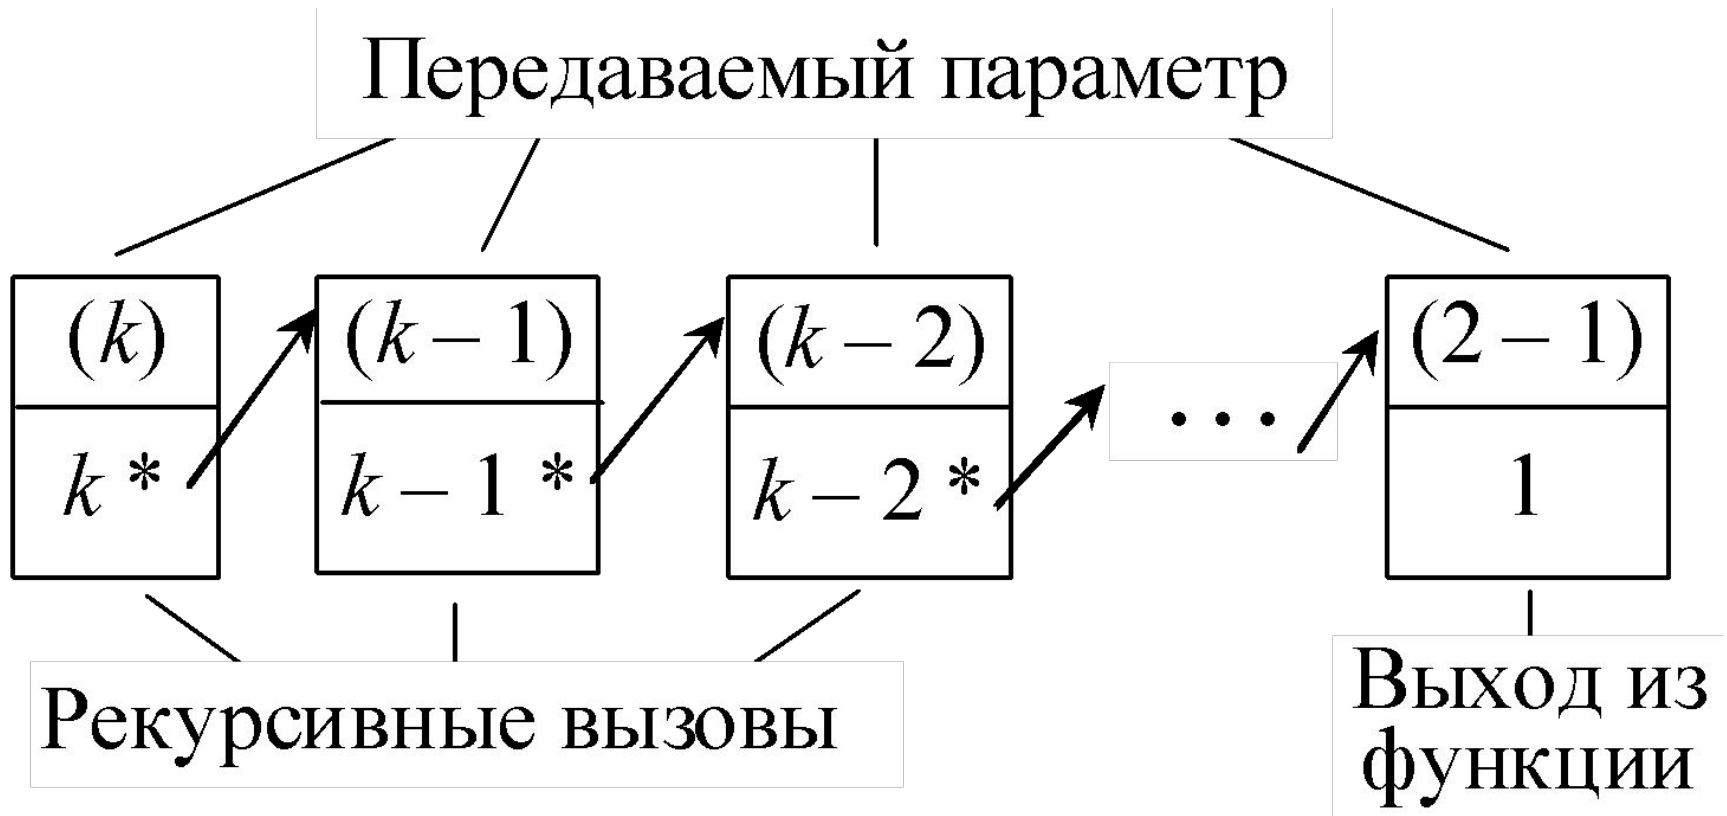 Передаваемый параметр
(k) (k – 1) (k – 2) (2 – 1)
k * k – 1 * k – 2 * • • • 1
Рекурсивные вызовы
Выход из
функции